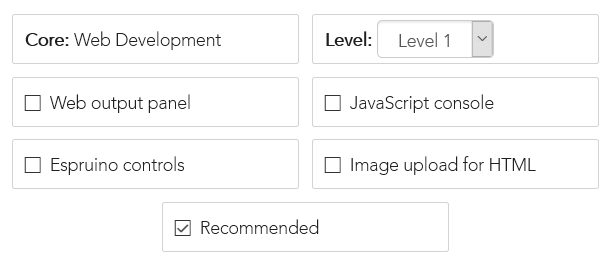 Core: Web Development
Level: Level 1
Web output panel
JavaScript console
Espruino controls
Image upload for HTML
Recommended